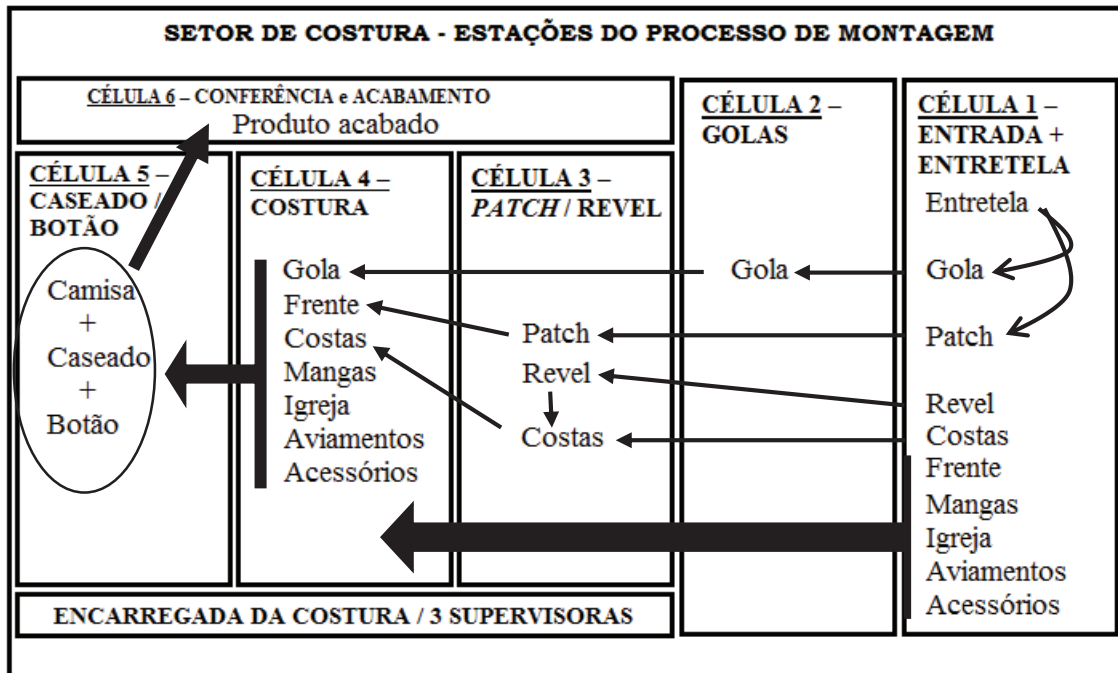 SETOR DE COSTURA - ESTAÇÕES DO PROCESSO DE MONTAGEM
CÉLULA 6 – CONFERÊNCIA e ACABAMENTO
Produto acabado
CÉLULA 5 –
CASEADO /
BOTÃO
Camisa
+
Caseado
+
Botão
CÉLULA 4 –
COSTURA
Gola
Frente
Costas
Mangas
Igreja
Aviamentos
Acessórios
CÉLULA 3 –
PATCH / REVEL
Patch
Revel
Costas
CÉLULA 2 –
GOLAS
Gola
CÉLULA 1 –
ENTRADA +
ENTRETELA
Entretela
Gola
Patch
Revel
Costas
Frente
Mangas
Igreja
Aviamentos
Acessórios
ENCARREGADA DA COSTURA / 3 SUPERVISORAS